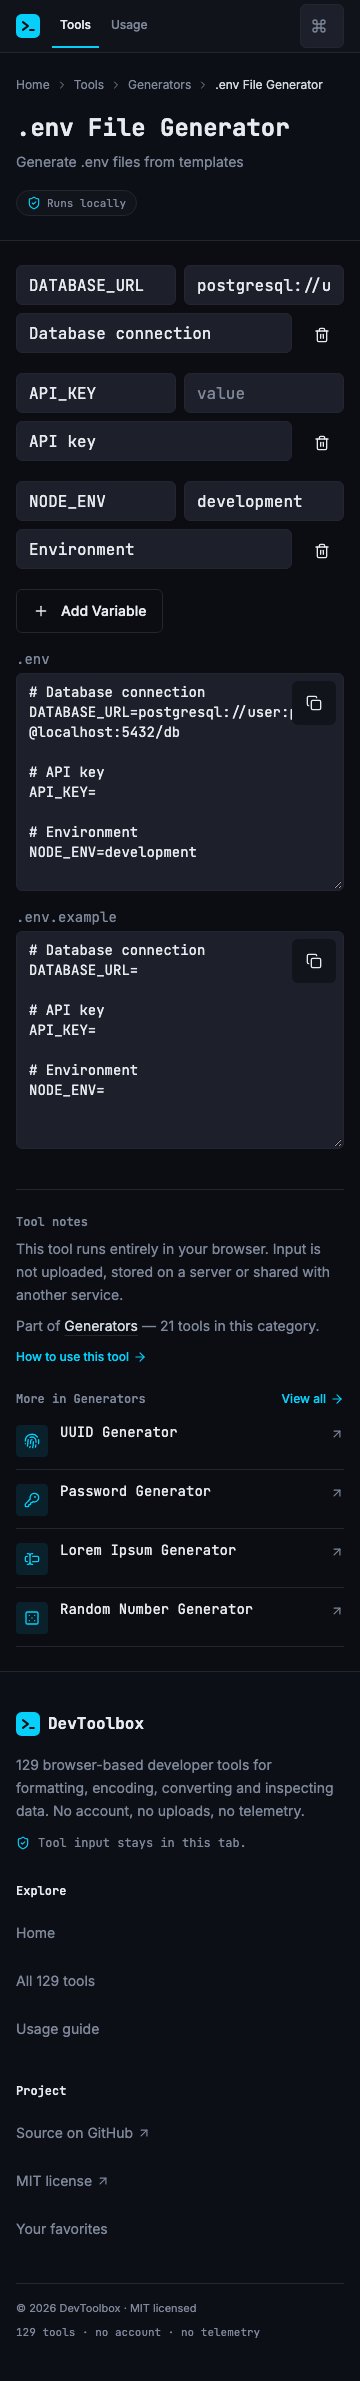 Tools Usage ⌘
Home > Tools > Generators > .env File Generator
.env File Generator
Generate .env files from templates
Runs locally
DATABASE_URL postgresql://u
Database connection
API_KEY value
API key
NODE_ENV development
Environment
+ Add Variable
.env
# Database connection
DATABASE_URL=postgresql://user:
@localhost:5432/db
# API key
API_KEY=
# Environment
NODE_ENV=development
.env.example
# Database connection
DATABASE_URL=
# API key
API_KEY=
# Environment
NODE_ENV=
Tool notes
This tool runs entirely in your browser. Input is
not uploaded, stored on a server or shared with
another service.
Part of Generators — 21 tools in this category.
How to use this tool →
More in Generators View all →
UUID Generator ↗
Password Generator ↗
Lorem Ipsum Generator ↗
Random Number Generator ↗
DevToolbox
129 browser-based developer tools for
formatting, encoding, converting and inspecting
data. No account, no uploads, no telemetry.
Tool input stays in this tab.
Explore
Home
All 129 tools
Usage guide
Project
Source on GitHub ↗
MIT license ↗
Your favorites
© 2026 DevToolbox · MIT licensed
129 tools · no account · no telemetry